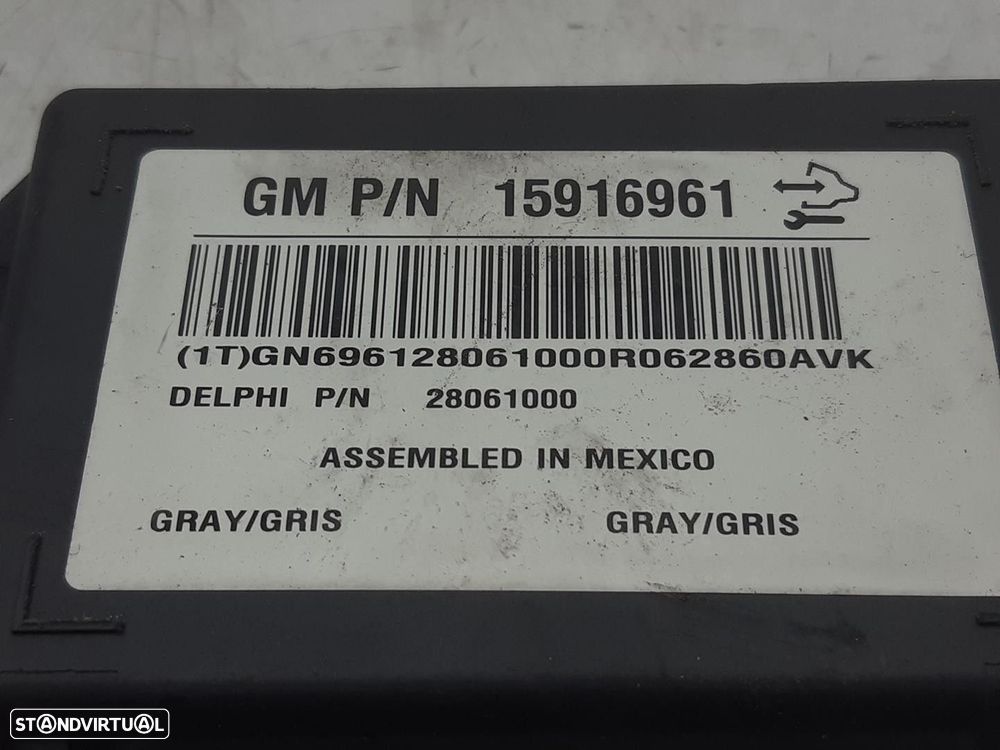 GM P/N 15916961
(1T)GN696128061000R062860AVK
DELPHI P/N 28061000
ASSEMBLED IN MEXICO
GRAY/GRIS GRAY/GRIS
STANDVIRTUAL